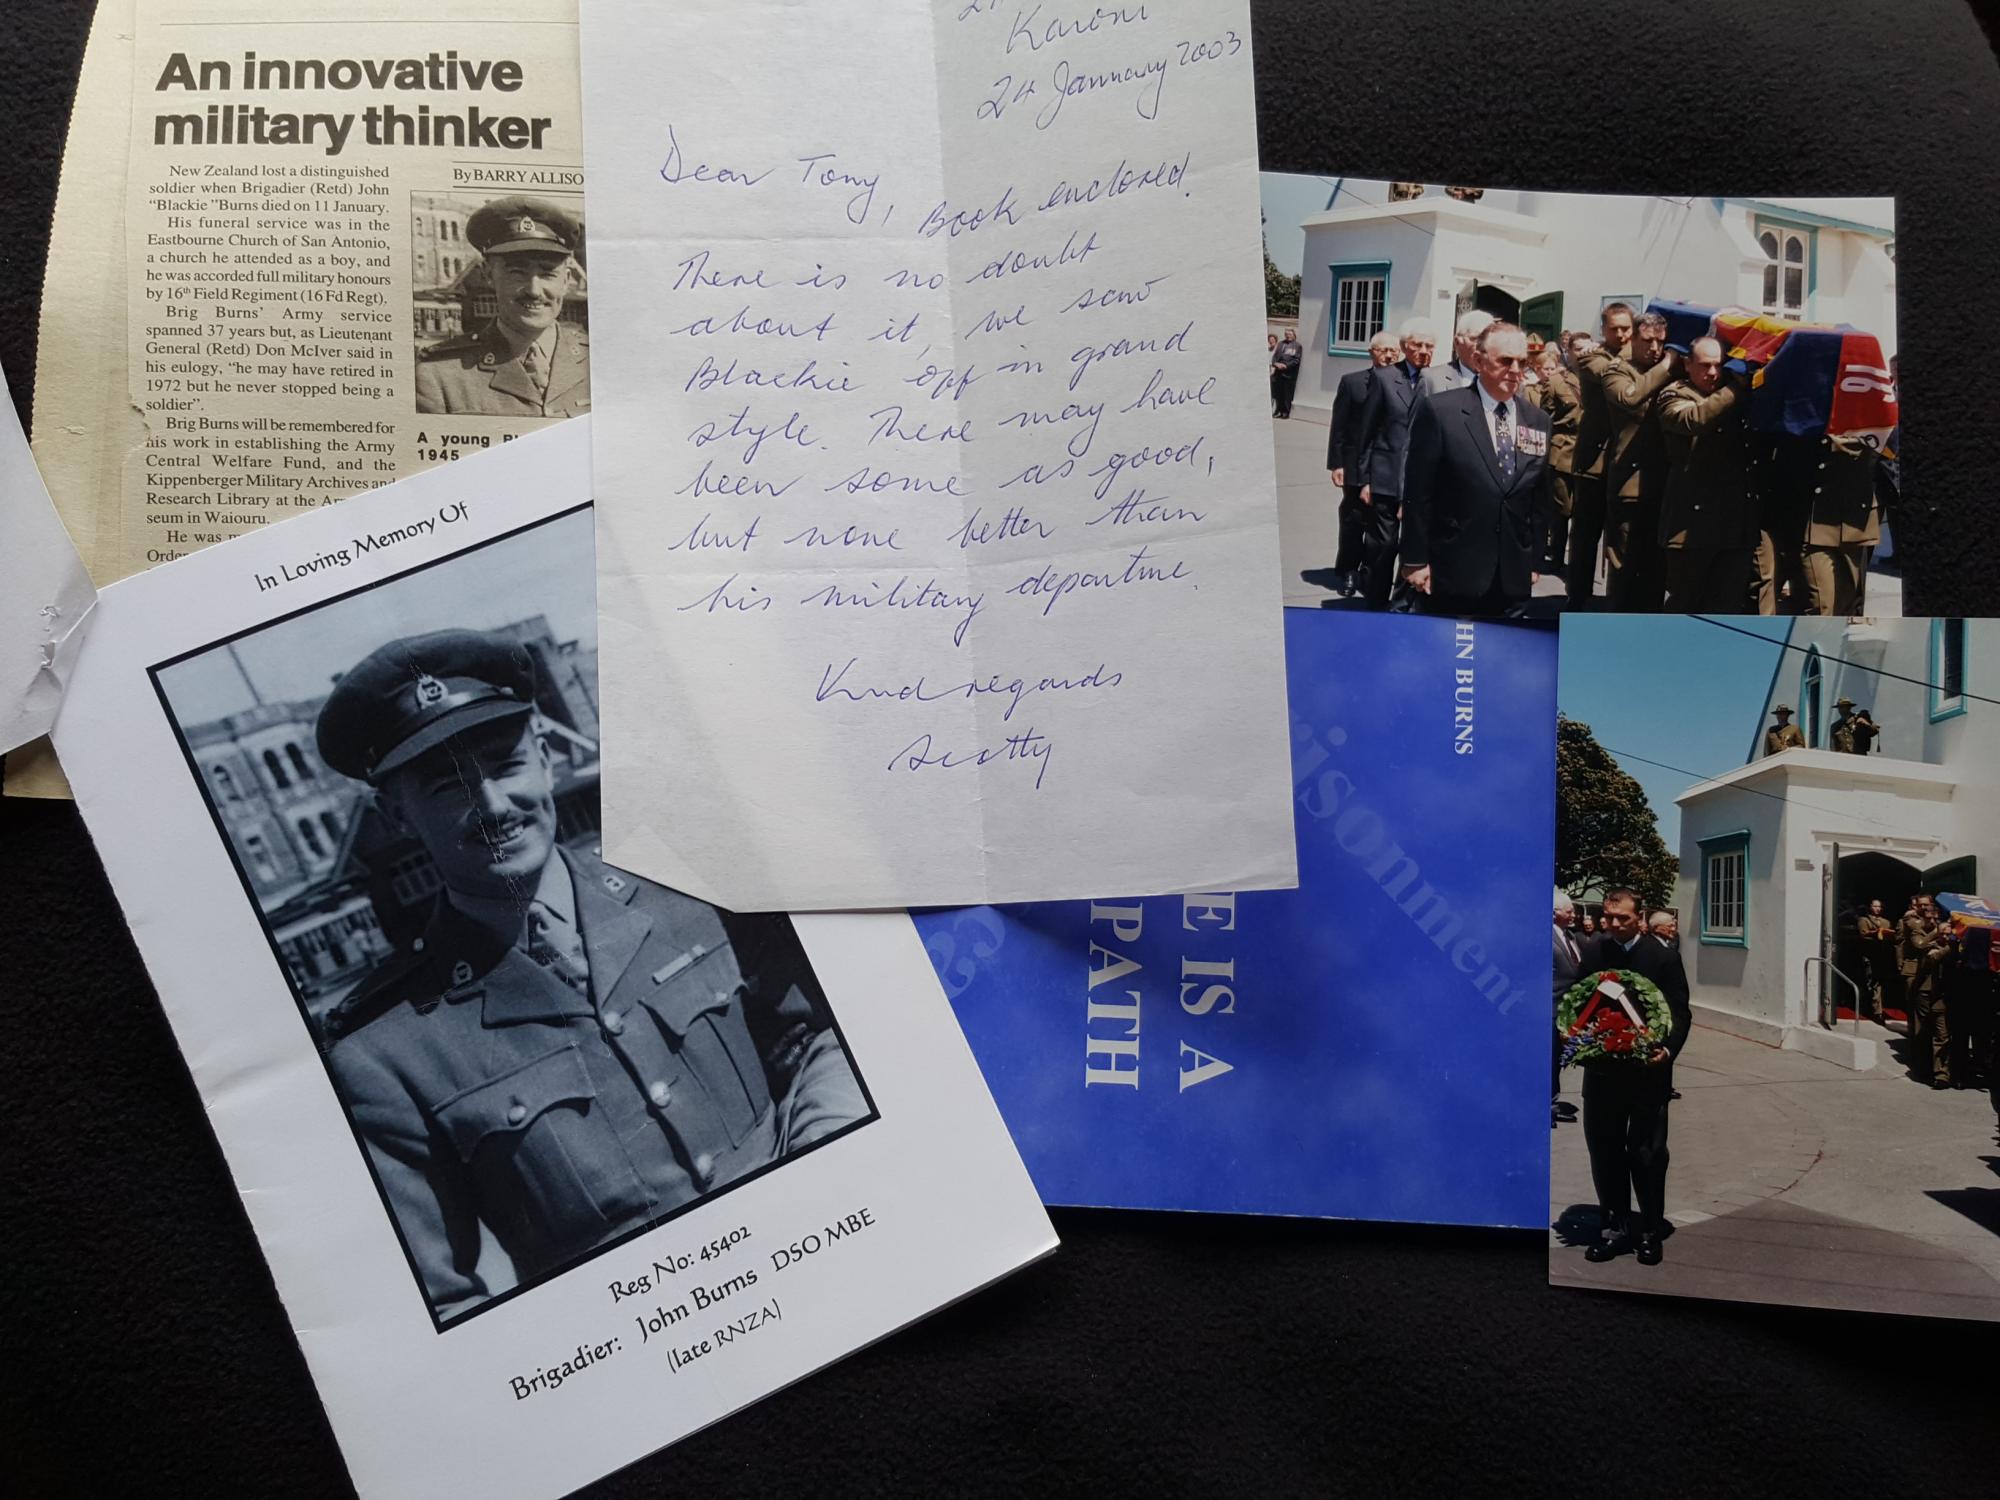 An innovative
military thinker
By BARRY ALLISO
New Zealand lost a distinguished
soldier when Brigadier (Retd) John
“Blackie ”Burns died on 11 January.
His funeral service was in the
Eastbourne Church of San Antonio,
a church he attended as a boy, and
he was accorded full military honours
by 16th Field Regiment (16 Fd Regt).
Brig Burns’ Army service
spanned 37 years but, as Lieutenant
General (Retd) Don McIver said in
his eulogy, “he may have retired in
1972 but he never stopped being a
soldier”.
Brig Burns will be remembered for
his work in establishing the Army
Central Welfare Fund, and the
Kippenberger Military Archives and
Research Library at the Ar
seum in Waiouru.
He was
Order
A young
1945
Karori
24 January 2003
Dear Tony,
Book enclosed.
There is no doubt
about it, we saw
Blackie off in grand
style. There may have
been some as good,
but none better than
his military departure.
Kind regards
Scotty
In Loving Memory Of
Reg No: 45402
Brigadier: John Burns DSO MBE
(late RNZA)
HN BURNS
isonment
&
E IS A
PATH
16